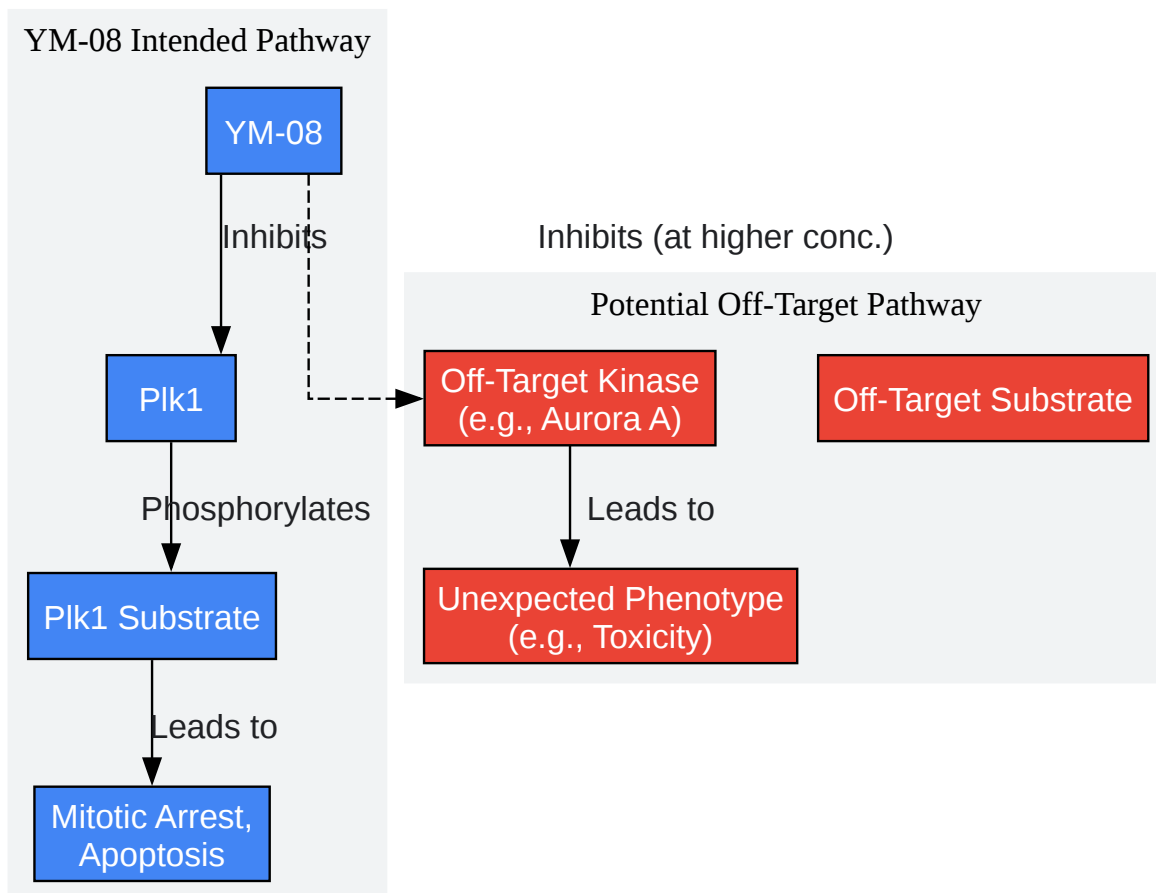 YM-08 Intended Pathway
YM-08
Inhibits
Inhibits (at higher conc.)
Potential Off-Target Pathway
Plk1
Off-Target Kinase
(e.g., Aurora A)
Off-Target Substrate
Phosphorylates
Leads to
Plk1 Substrate
Unexpected Phenotype
(e.g., Toxicity)
Leads to
Mitotic Arrest,
Apoptosis